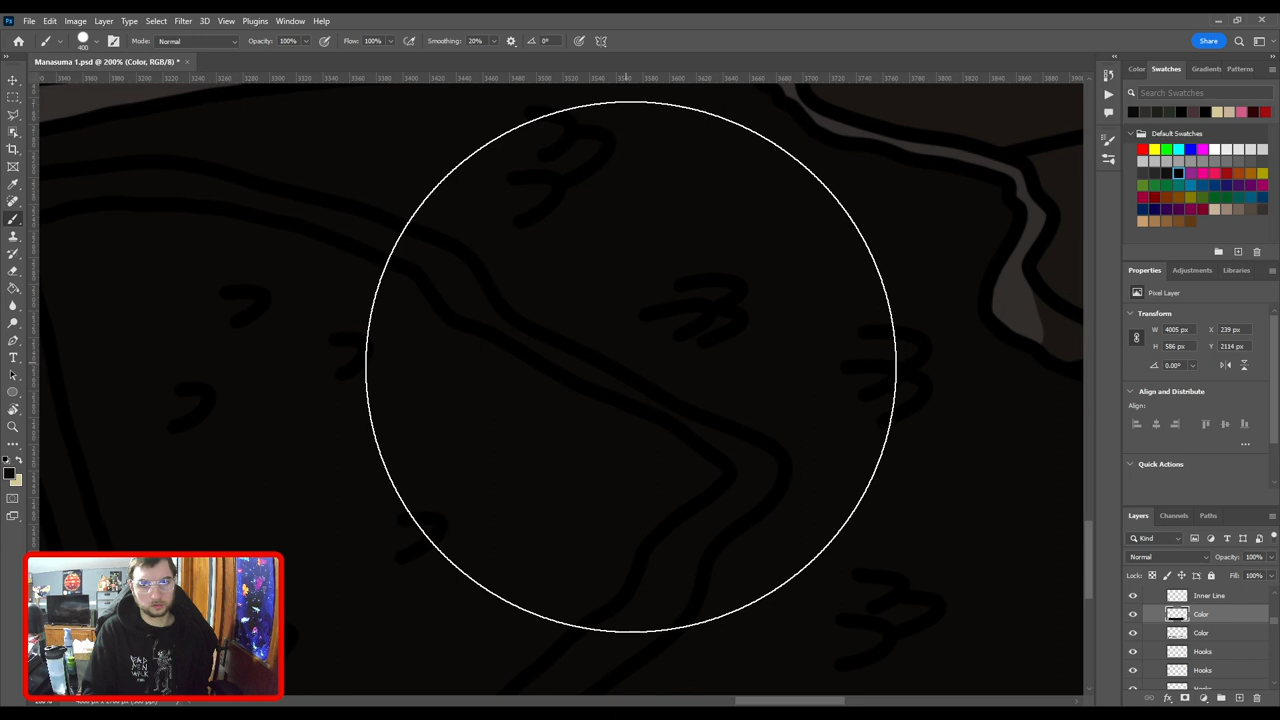 File Edit Image Layer Type Select Filter 3D View Plugins Window Help
400 Mode: Normal Opacity: 100% Flow: 100% Smoothing: 20% 0° Share
Manasuma 1.psd @ 200% (Color, RGB/8) *
Color Swatches Gradients Patterns
Search Swatches
Default Swatches
Properties Adjustments Libraries
Pixel Layer
Transform
W 4005 px X 239 px
H 586 px Y 2114 px
0.00°
Align and Distribute
Align:
Quick Actions
Layers Channels Paths
Kind
Normal Opacity: 100%
Lock: Fill: 100%
Inner Line
Color
Color
Hooks
Hooks